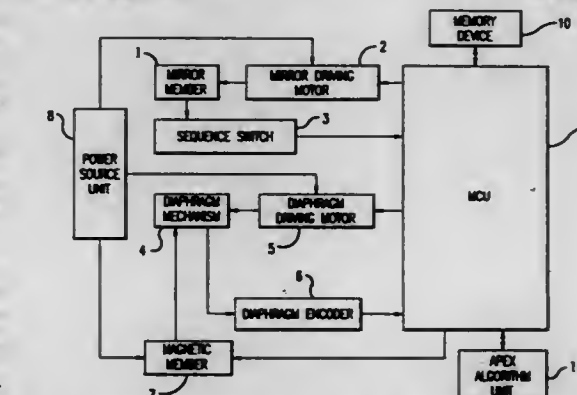 MEMORY
DEVICE
10
1
2
MIRROR
MEMBER
MIRROR DRIVING
MOTOR
8
3
SEQUENCE SWITCH
POWER
SOURCE
UNIT
MCU
DIAPHRAGM
MECHANISM
DIAPHRAGM
DRIVING MOTOR
4
5
6
DIAPHRAGM ENCODER
MAGNETIC
MEMBER
7
APEX
ALGORITHM
UNIT